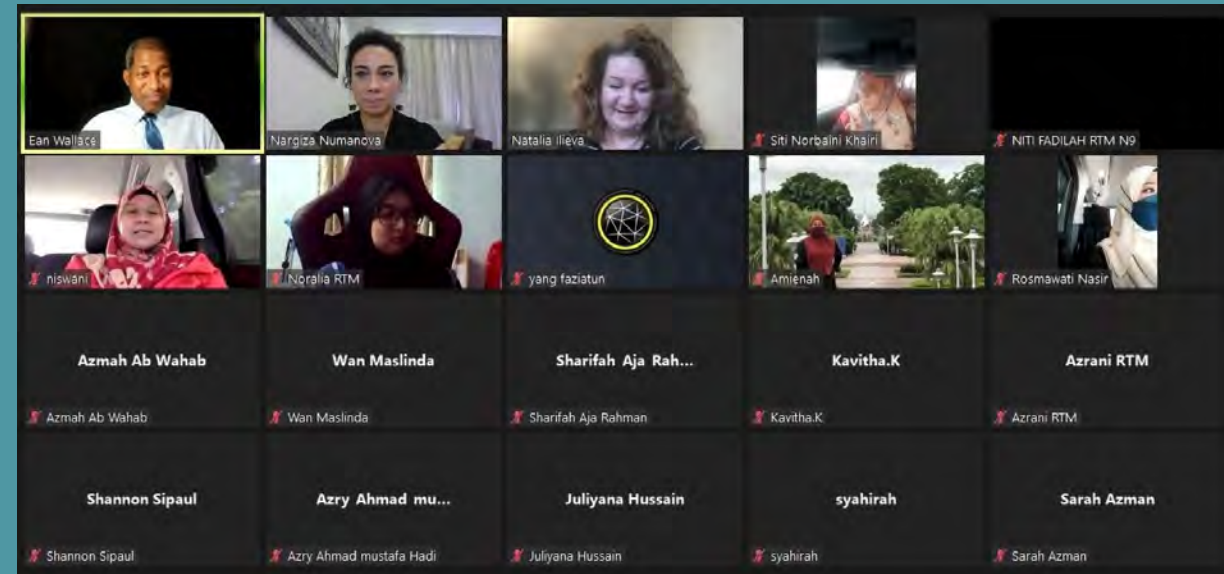 Ean Wallace
Nargiza Numanova
Natalia Ilieva
Siti Norbaini Khairi
NITI FADILAH RTM N9
niswani
Noralia RTM
yang faziatun
Amienah
Rosmawati Nasir
Azmah Ab Wahab
Wan Maslinda
Sharifah Aja Rah...
Kavitha.K
Azrani RTM
Azmah Ab Wahab
Wan Maslinda
Sharifah Aja Rahman
Kavitha.K
Azrani RTM
Shannon Sipaul
Azry Ahmad mu...
Juliyana Hussain
syahirah
Sarah Azman
Shannon Sipaul
Azry Ahmad mustafa Hadi
Juliyana Hussain
syahirah
Sarah Azman